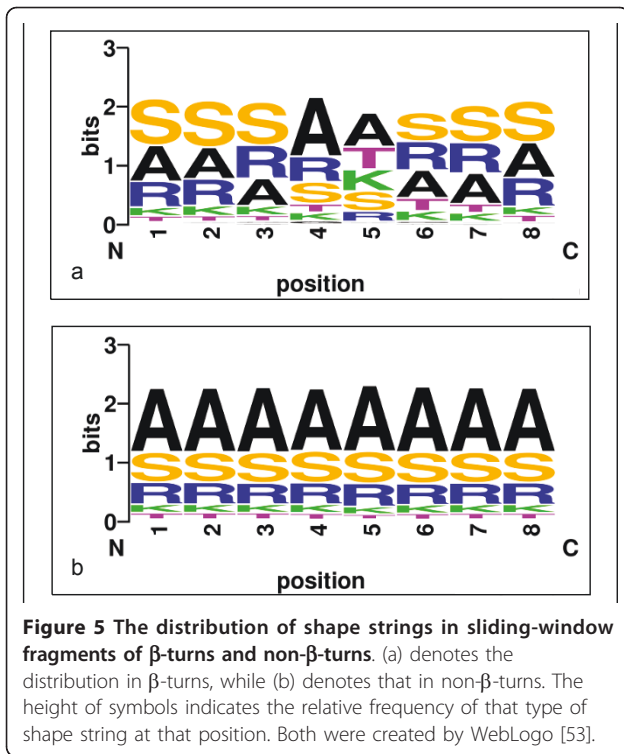 3
2
bits
1
0
S S S A A S S S
A A R R T R R A
R R A S K A A R
K K K T S T T K
T T T K R K K T
1 2 3 4 5 6 7 8
N C
a
position
3
2
bits
1
0
A A A A A A A A
S S S S S S S S
R R R R R R R R
K K K K K K K K
T T T T T T T T
1 2 3 4 5 6 7 8
N C
b
position
Figure 5 The distribution of shape strings in sliding-window
fragments of β-turns and non-β-turns. (a) denotes the
distribution in β-turns, while (b) denotes that in non-β-turns. The
height of symbols indicates the relative frequency of that type of
shape string at that position. Both were created by WebLogo [53].